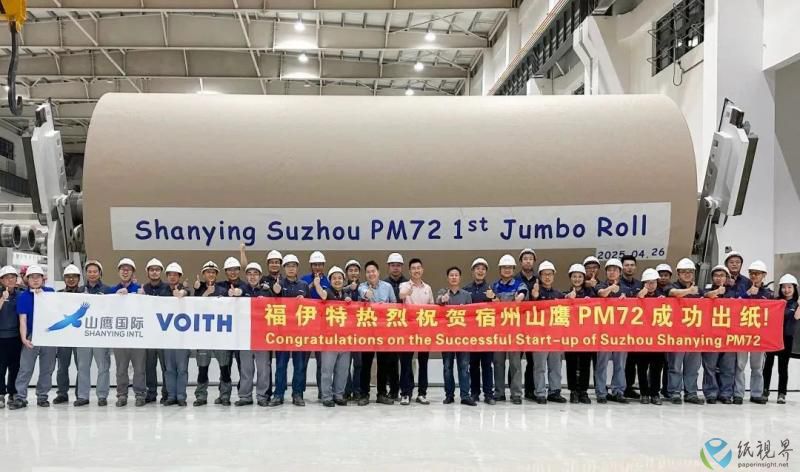 Shanying Suzhou PM72 1st Jumbo Roll
2025.04.26
山鹰国际
SHANYING INTL
VOITH
福伊特热烈祝贺宿州山鹰PM72成功出纸!
Congratulations on the Successful Start-up of Suzhou Shanying PM72
纸视界
paperinsight.net